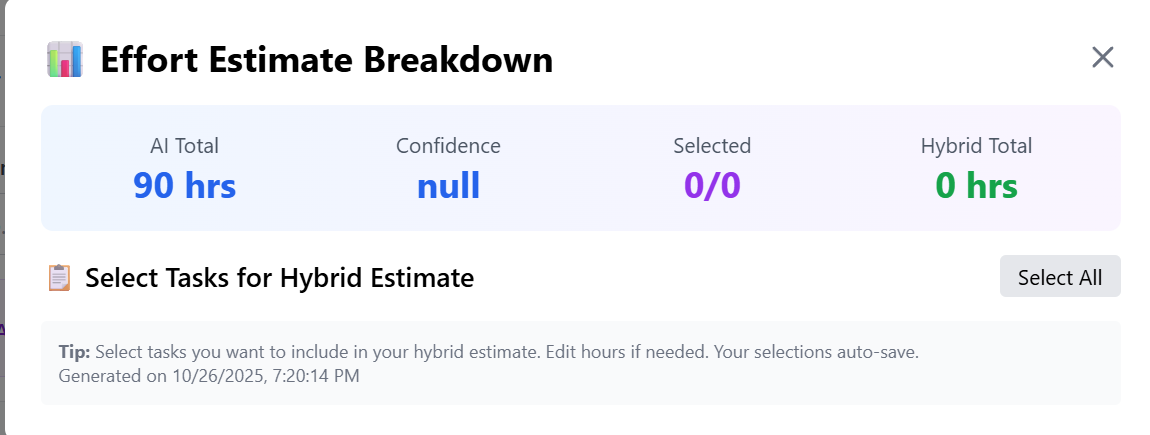 Effort Estimate Breakdown
AI Total
90 hrs
Confidence
null
Selected
0/0
Hybrid Total
0 hrs
Select Tasks for Hybrid Estimate
Select All
Tip: Select tasks you want to include in your hybrid estimate. Edit hours if needed. Your selections auto-save.
Generated on 10/26/2025, 7:20:14 PM